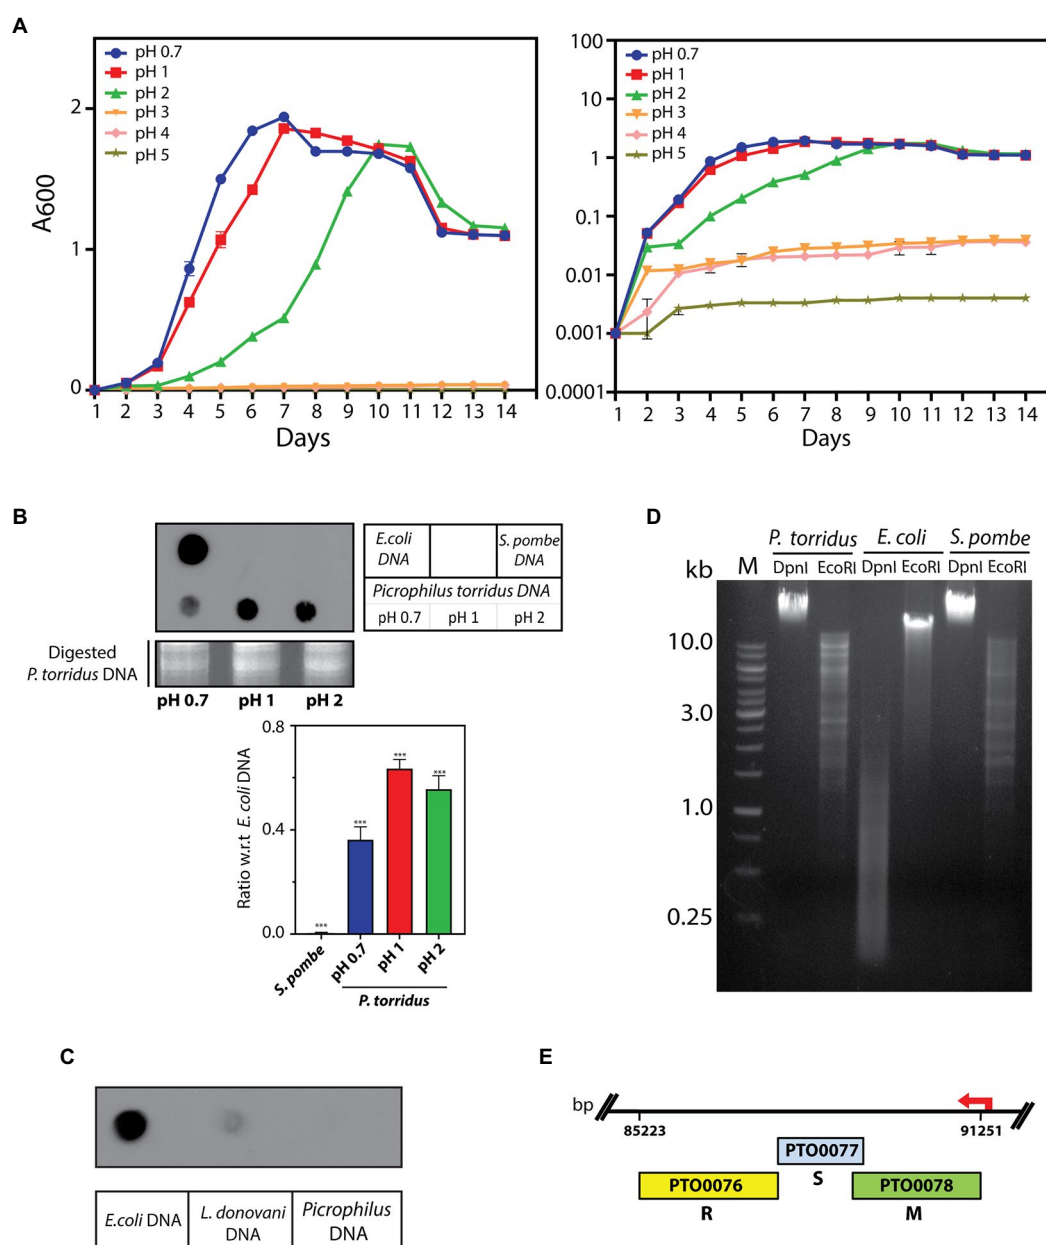 A
pH 0.7
pH 1
pH 2
pH 3
pH 4
pH 5
A600
2
1
0
1 2 3 4 5 6 7 8 9 10 11 12 13 14
Days
pH 0.7
pH 1
pH 2
pH 3
pH 4
pH 5
100
10
1
0.1
0.01
0.001
0.0001
1 2 3 4 5 6 7 8 9 10 11 12 13 14
Days
B
E.coli DNA
S. pombe DNA
Picrophilus torridus DNA
pH 0.7 pH 1 pH 2
Digested
P. torridus DNA
pH 0.7 pH 1 pH 2
Ratio w.r.t E. coli DNA
0.8
0.4
0.0
***
***
***
***
S. pombe
pH 0.7
pH 1
pH 2
P. torridus
C
E.coli DNA
L. donovani DNA
Picrophilus DNA
D
P. torridus E. coli S. pombe
kb M DpnI EcoRI DpnI EcoRI DpnI EcoRI
10.0
3.0
1.0
0.25
E
bp
85223
91251
PTO0077
S
PTO0076
R
PTO0078
M